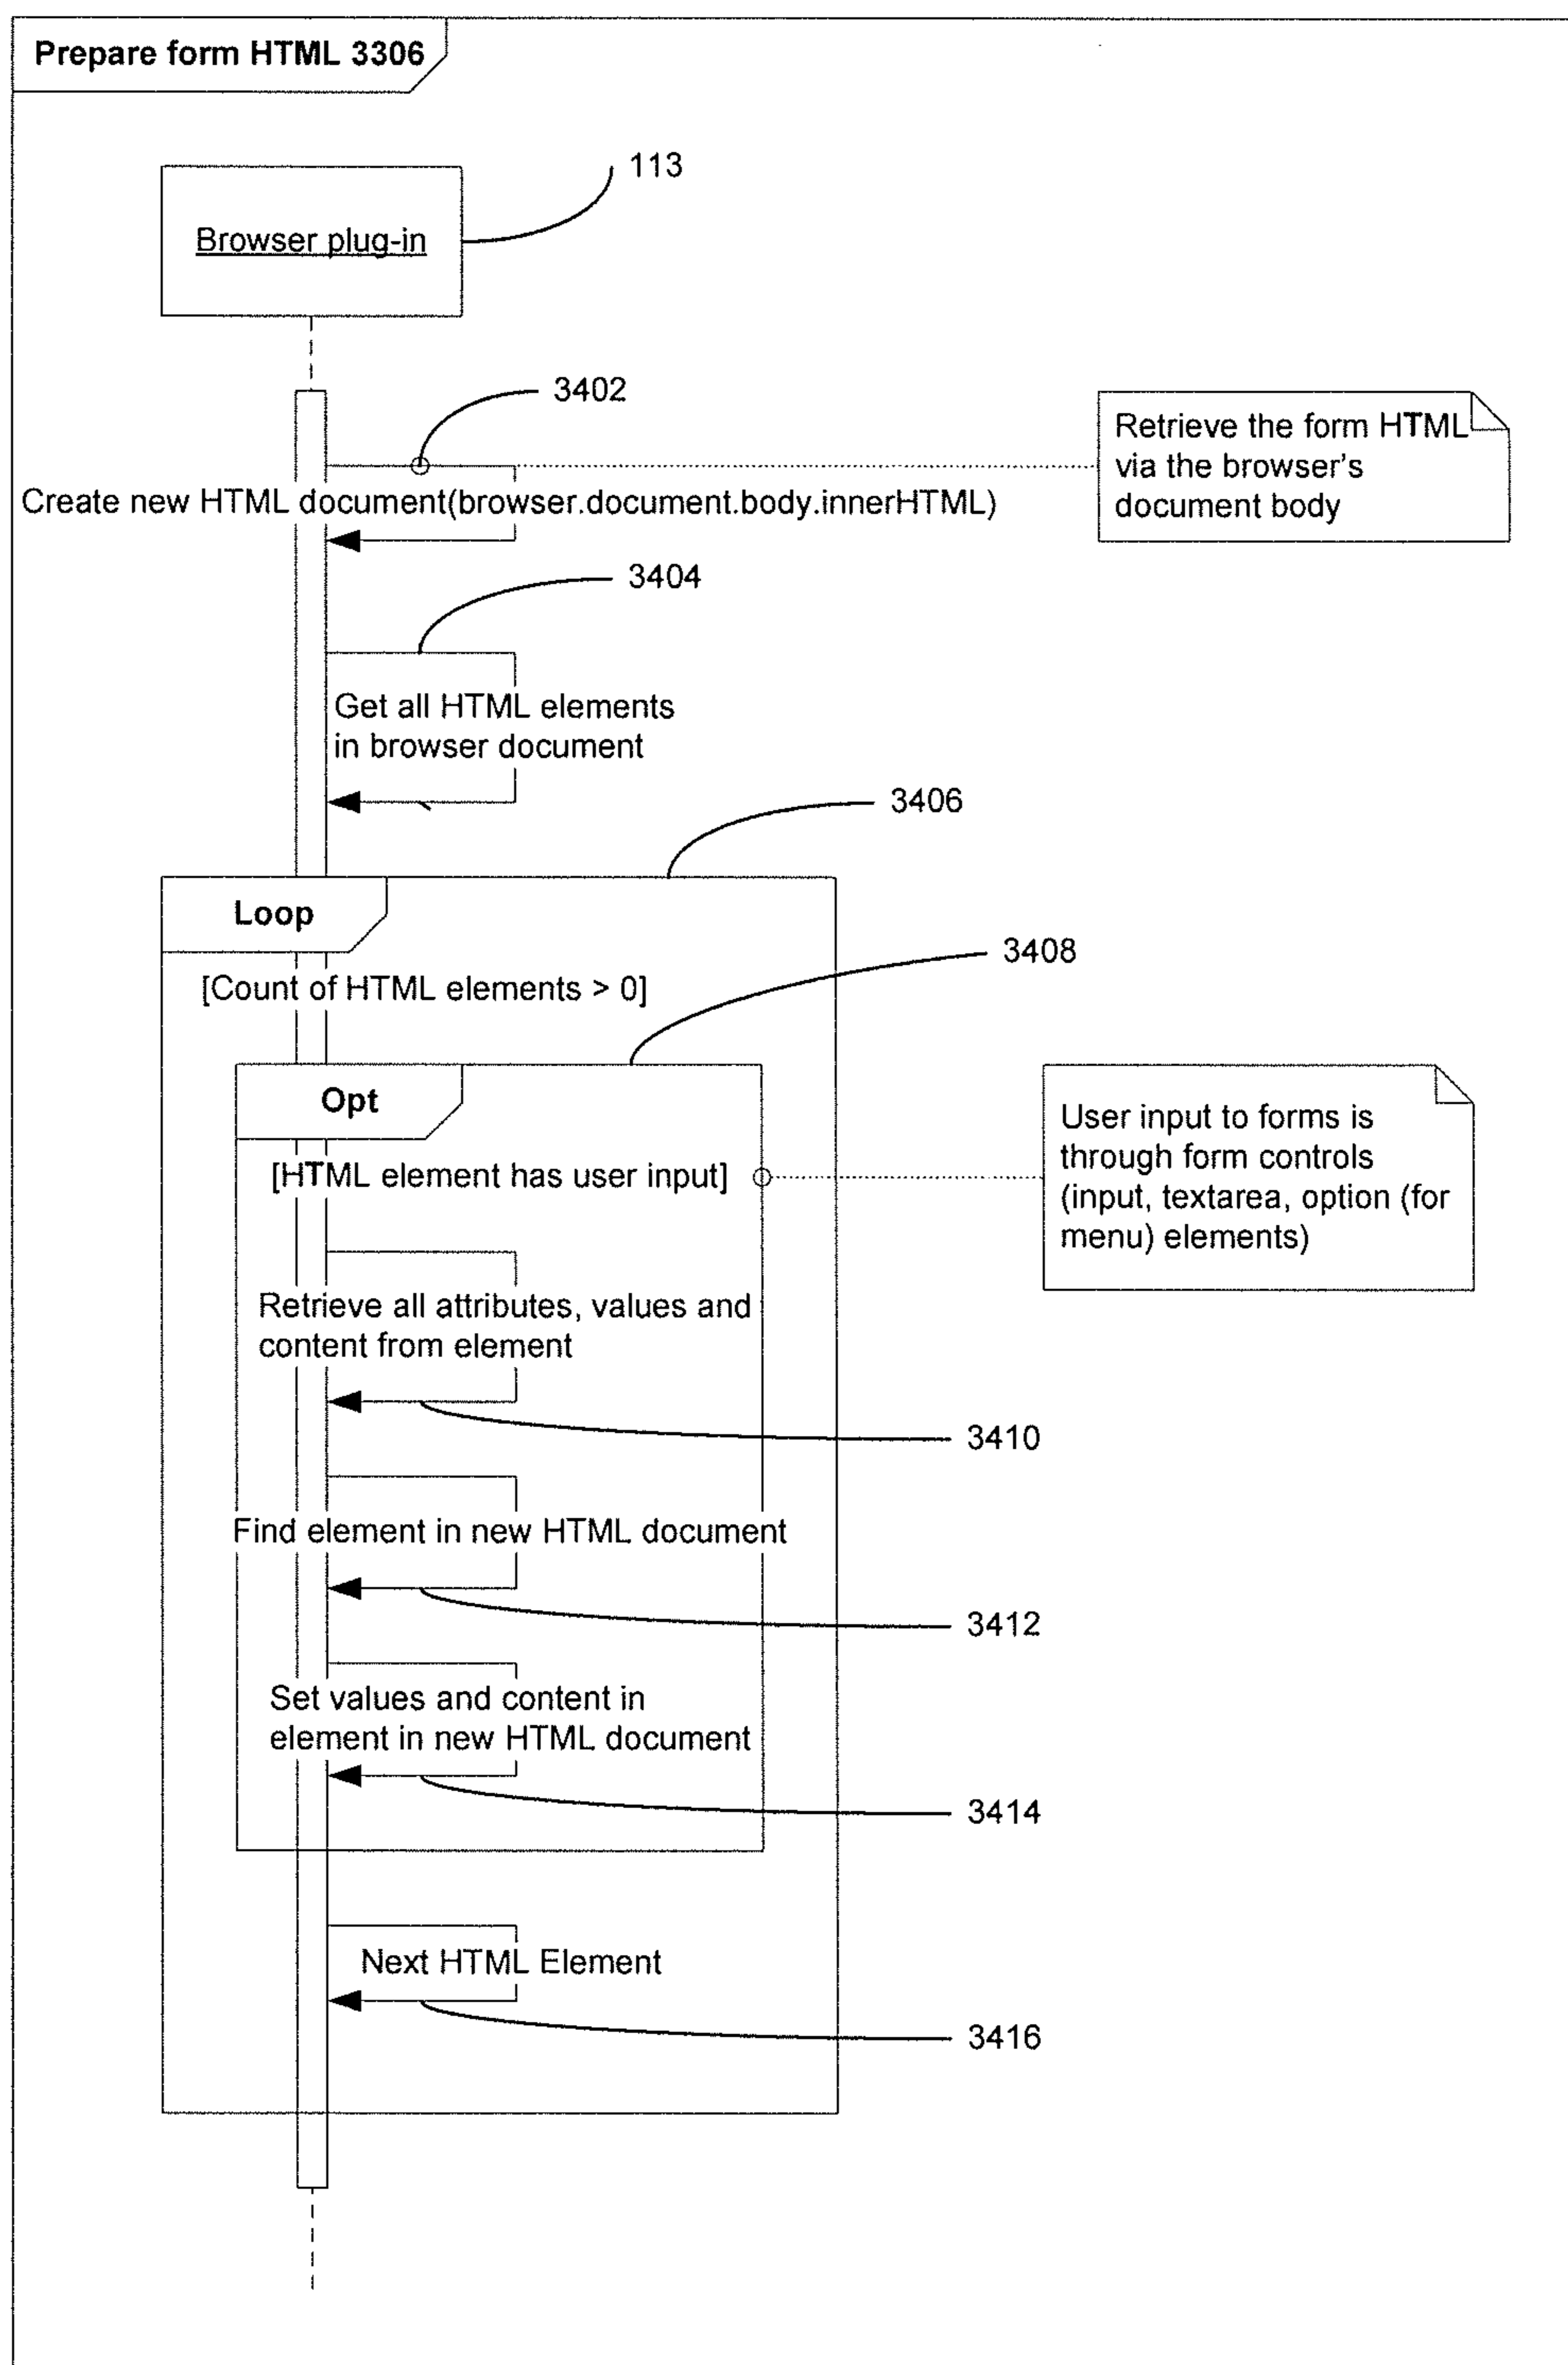 Prepare form HTML 3306
113
Browser plug-in
3402
Retrieve the form HTML
via the browser's
document body
Create new HTML document(browser.document.body.innerHTML)
3404
Get all HTML elements
in browser document
3406
Loop
3408
[Count of HTML elements > 0]
Opt
[HTML element has user input]
User input to forms is
through form controls
(input, textarea, option (for
menu) elements)
Retrieve all attributes, values and
content from element
3410
Find element in new HTML document
3412
Set values and content in
element in new HTML document
3414
Next HTML Element
3416